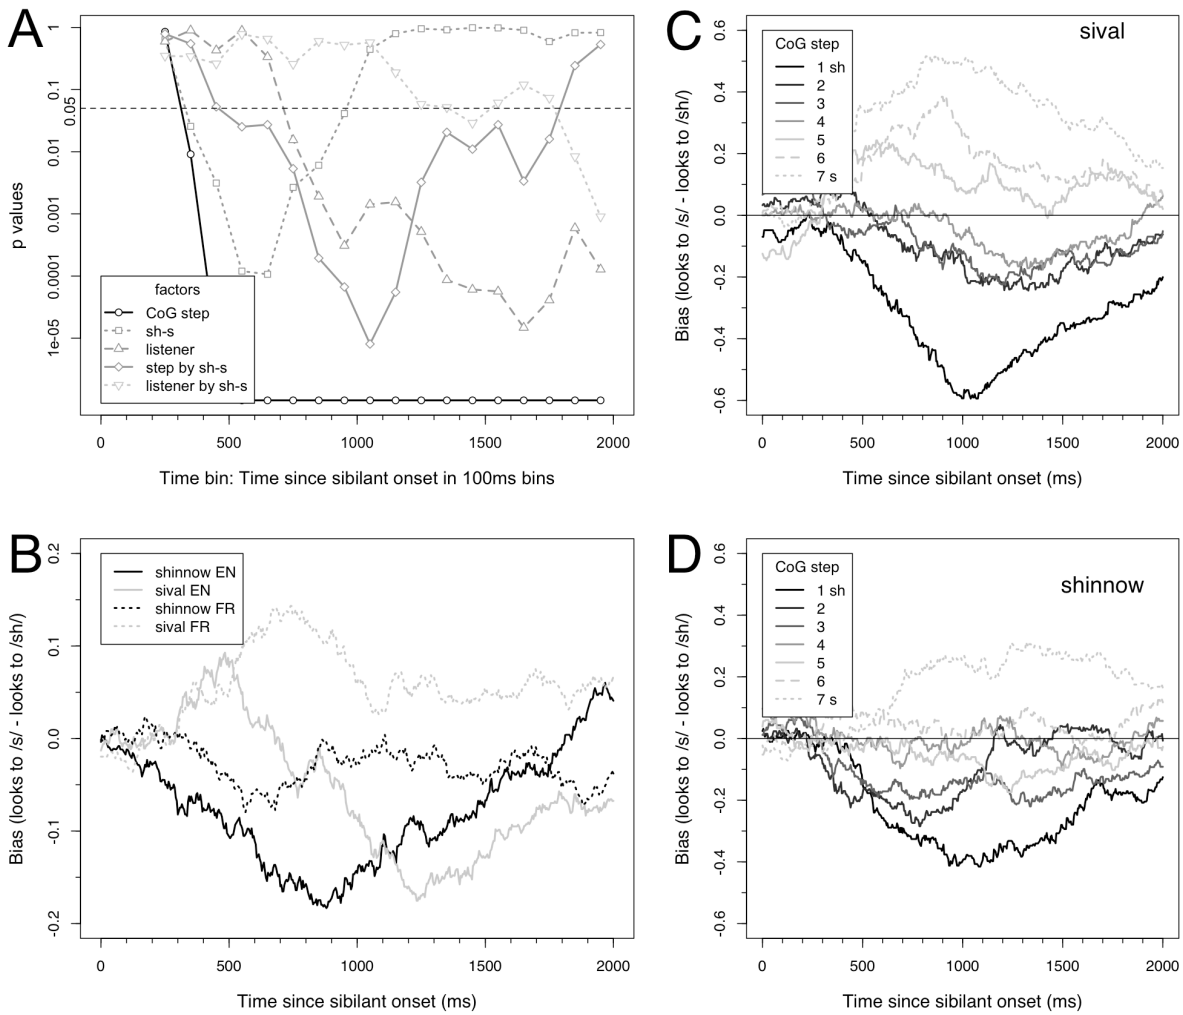 A
1
0.1
0.05
0.01
0.001
0.0001
1e-05
p values
factors
CoG step
sh-s
listener
step by sh-s
listener by sh-s
0 500 1000 1500 2000
Time bin: Time since sibilant onset in 100ms bins
C
sival
CoG step
1 sh
2
3
4
5
6
7 s
0.6
0.4
0.2
0.0
-0.2
-0.4
-0.6
Bias (looks to /s/ - looks to /sh/)
0 500 1000 1500 2000
Time since sibilant onset (ms)
B
shinnow EN
sival EN
shinnow FR
sival FR
0.2
0.1
0.0
-0.1
-0.2
Bias (looks to /s/ - looks to /sh/)
0 500 1000 1500 2000
Time since sibilant onset (ms)
D
shinnow
CoG step
1 sh
2
3
4
5
6
7 s
0.6
0.4
0.2
0.0
-0.2
-0.4
-0.6
Bias (looks to /s/ - looks to /sh/)
0 500 1000 1500 2000
Time since sibilant onset (ms)